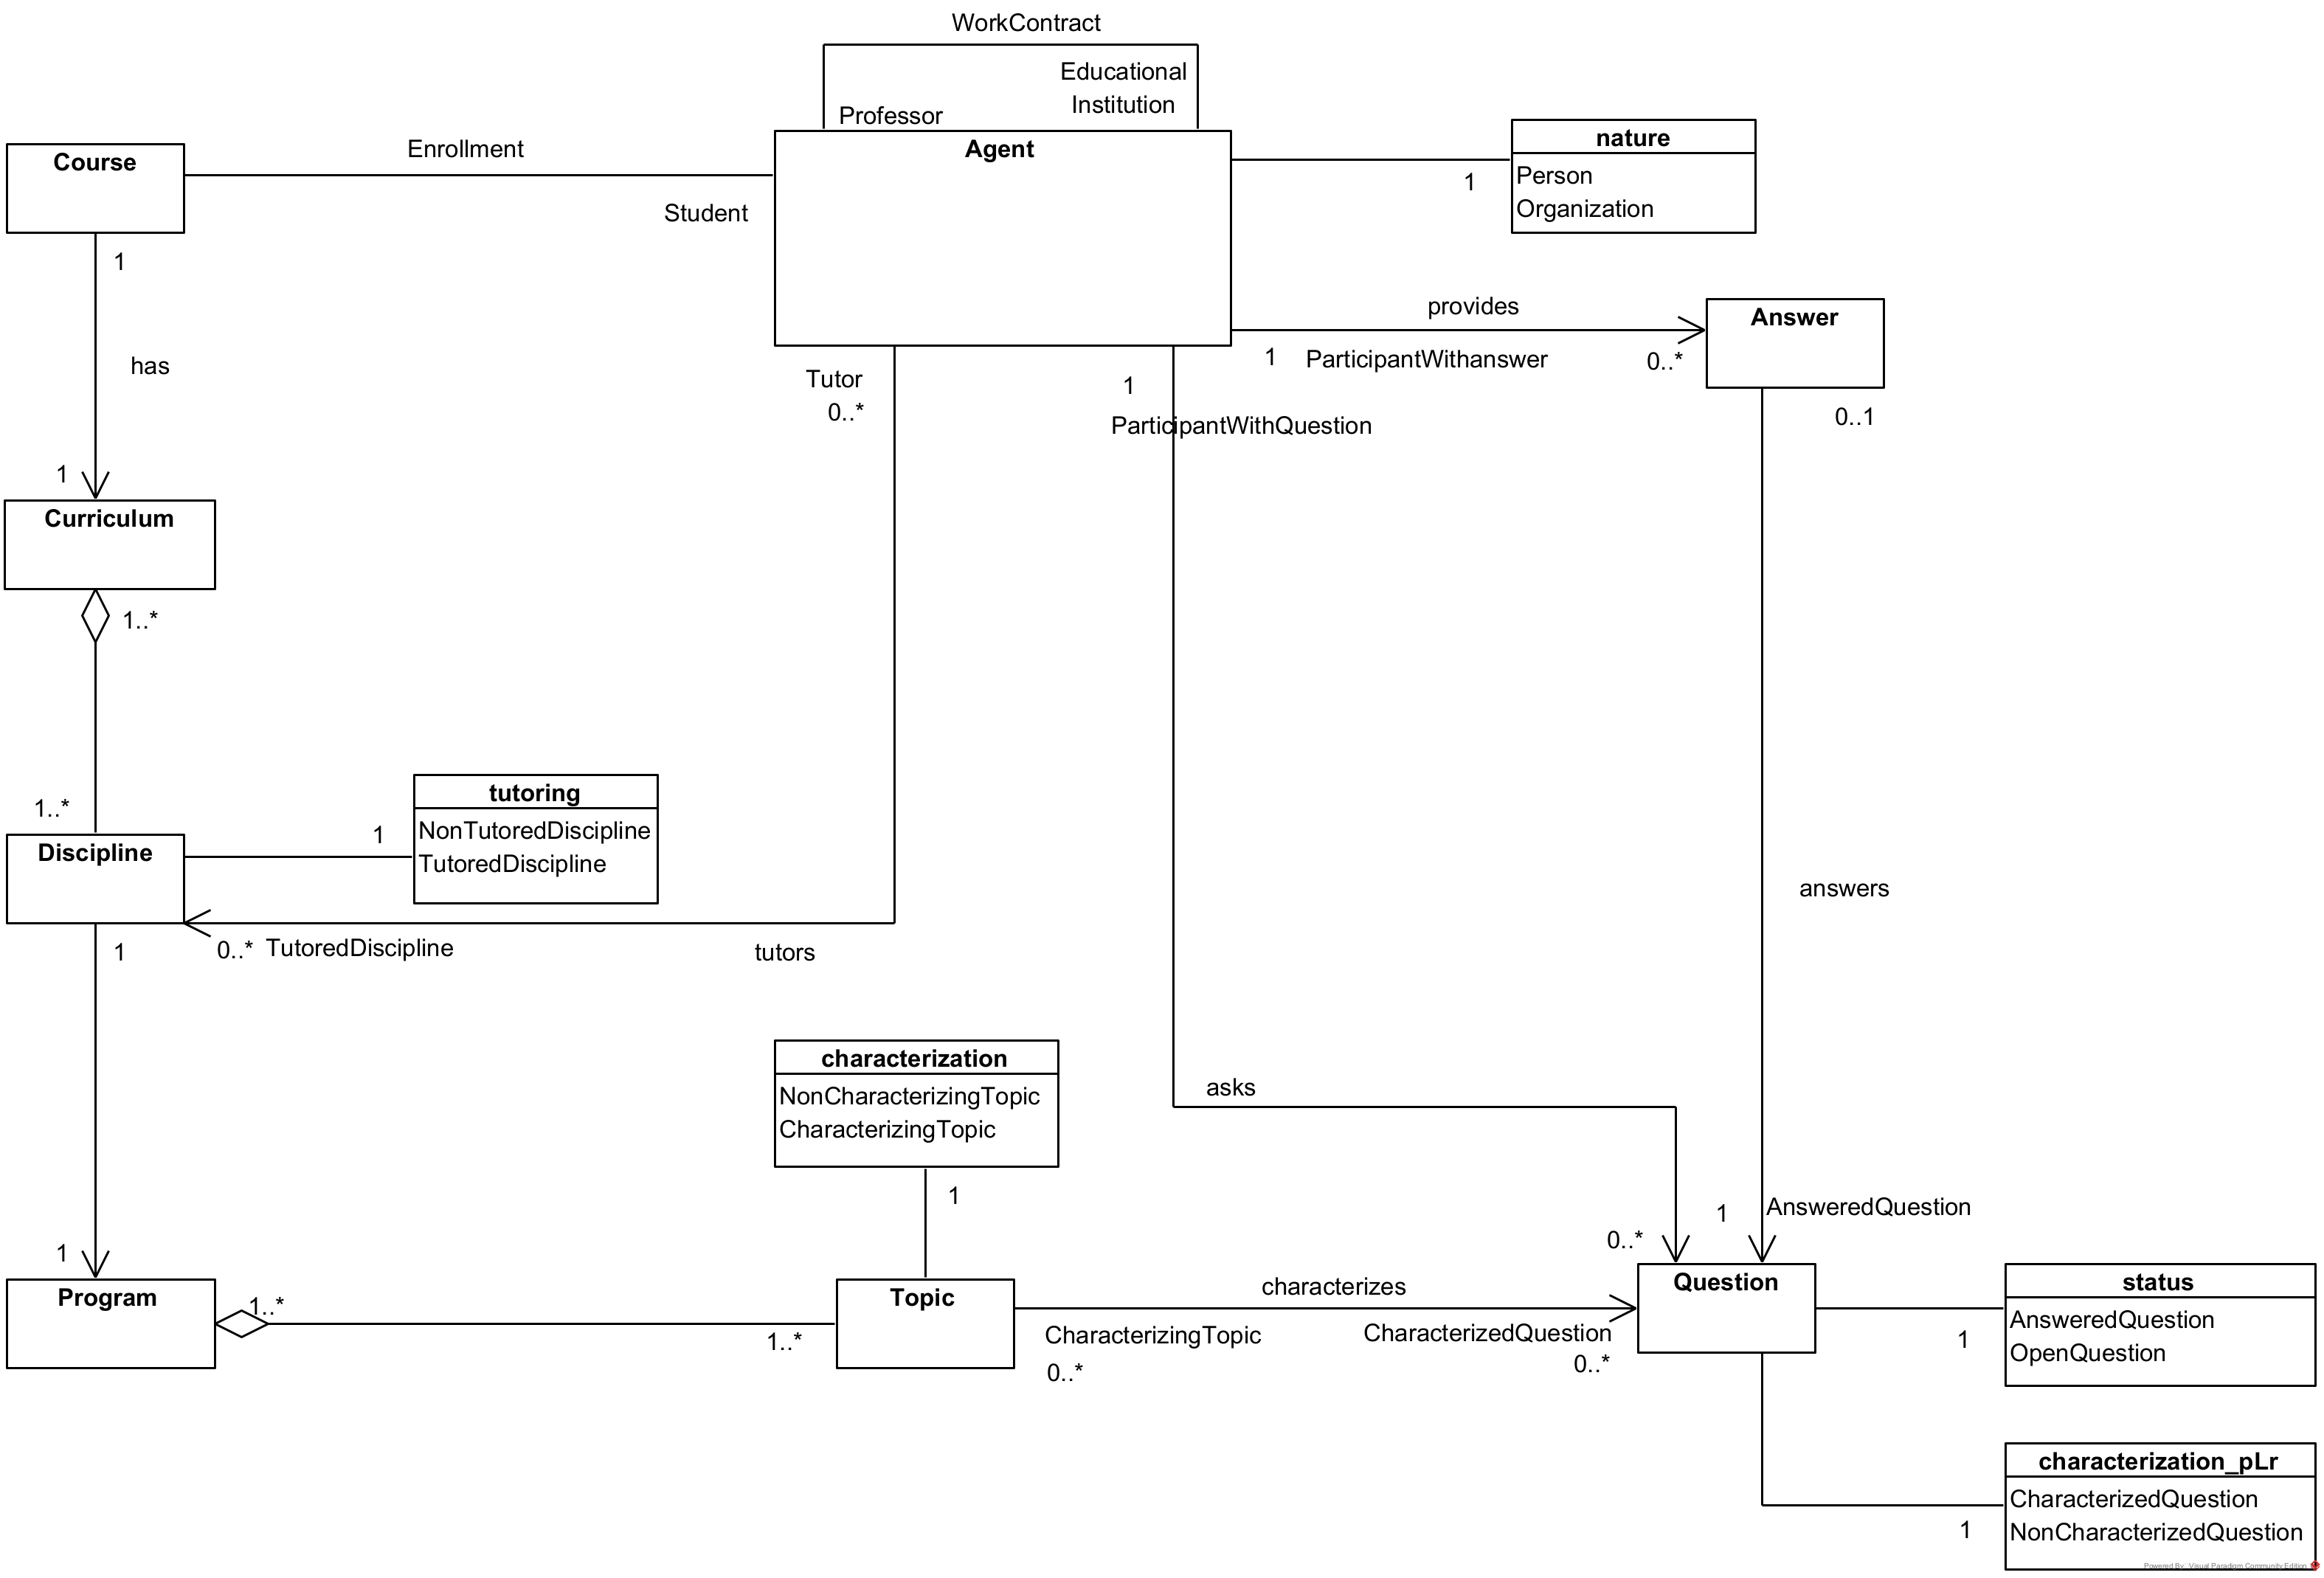 WorkContract
Educational
Institution
Professor
Agent
Enrollment
Student
Course
1
has
1
Curriculum
1..*
1..*
nature
Person
Organization
1
provides
1
ParticipantWithanswer
0..*
Answer
0..1
Tutor
0..*
1
ParticipantWithQuestion
tutoring
NonTutoredDiscipline
TutoredDiscipline
1
Discipline
1
0..*
TutoredDiscipline
tutors
answers
characterization
NonCharacterizingTopic
CharacterizingTopic
1
asks
1
AnsweredQuestion
0..*
1
Program
1..*
1..*
Topic
characterizes
CharacterizingTopic
0..*
CharacterizedQuestion
0..*
Question
status
AnsweredQuestion
OpenQuestion
1
characterization_pLr
CharacterizedQuestion
NonCharacterizedQuestion
1
Powered By: Visual Paradigm Community Edition